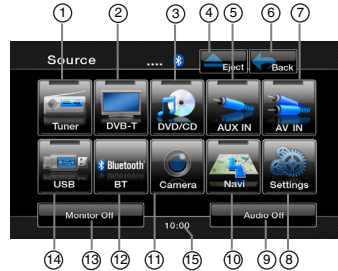 1 2 3 4 5 6 7
Source .... Eject Back
Tuner DVB-T DVD/CD AUX IN AV IN
Bluetooth
USB BT Camera Navi Settings
Monitor Off 10:00 Audio Off
14 13 12 11 15 10 9 8